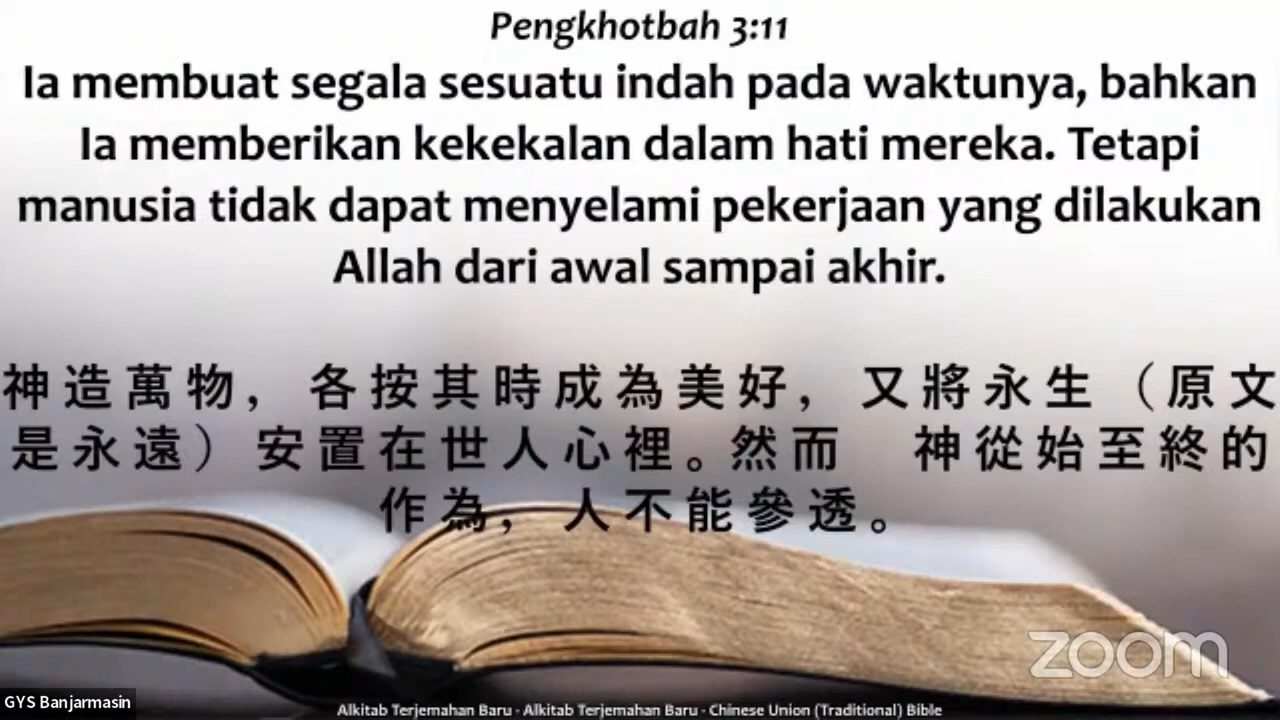 Pengkhotbah 3:11
Ia membuat segala sesuatu indah pada waktunya, bahkan
Ia memberikan kekekalan dalam hati mereka. Tetapi
manusia tidak dapat menyelami pekerjaan yang dilakukan
Allah dari awal sampai akhir.
神造萬物，各按其時成為美好，又將永生（原文
是永遠）安置在世人心裡。然而　神從始至終的
作為，人不能參透。
zoom
GYS Banjarmasin
Alkitab Terjemahan Baru - Alkitab Terjemahan Baru - Chinese Union (Traditional) Bible